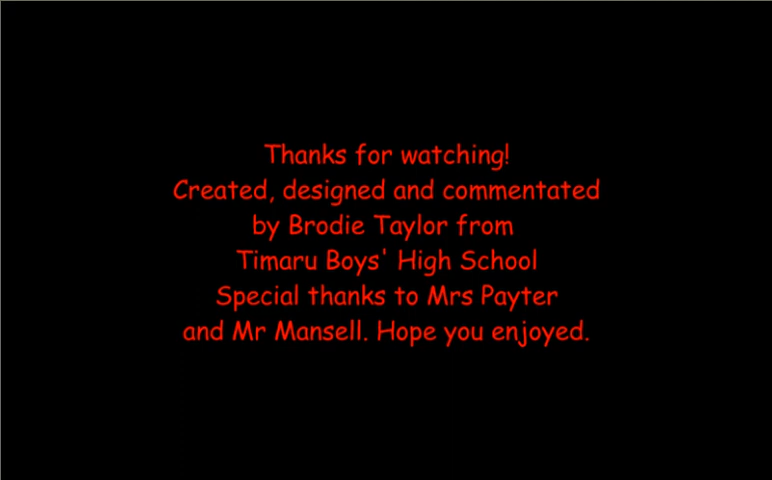 Thanks for watching!
Created, designed and commentated
by Brodie Taylor from
Timaru Boys' High School
Special thanks to Mrs Payter
and Mr Mansell. Hope you enjoyed.